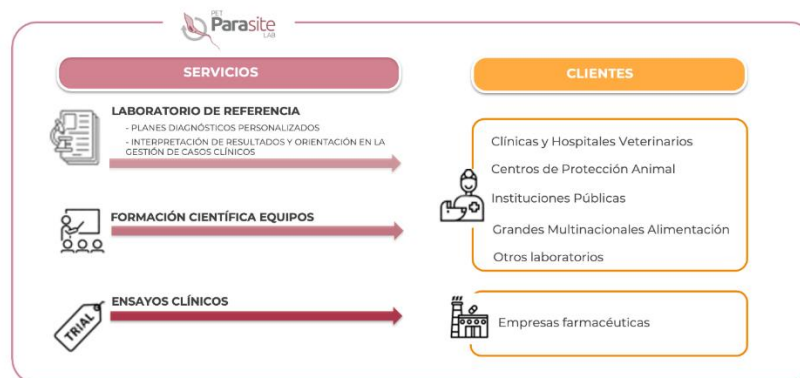 PET
Parasite
LAB
SERVICIOS
CLIENTES
LABORATORIO DE REFERENCIA
- PLANES DIAGNÓSTICOS PERSONALIZADOS
- INTERPRETACIÓN DE RESULTADOS Y ORIENTACIÓN EN LA
GESTIÓN DE CASOS CLÍNICOS
FORMACIÓN CIENTÍFICA EQUIPOS
ENSAYOS CLÍNICOS
TRIAL
Clínicas y Hospitales Veterinarios
Centros de Protección Animal
Instituciones Públicas
Grandes Multinacionales Alimentación
Otros laboratorios
Empresas farmacéuticas